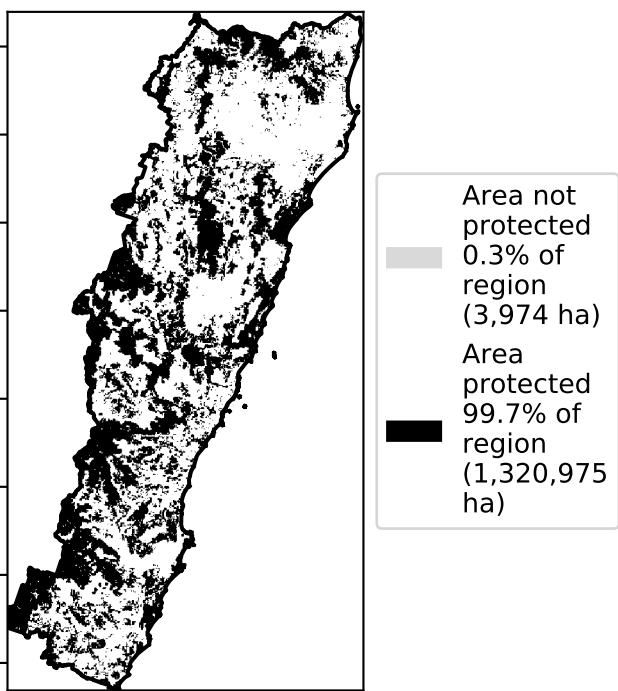 Area not
protected
0.3% of
region
(3,974 ha)
Area
protected
99.7% of
region
(1,320,975
ha)